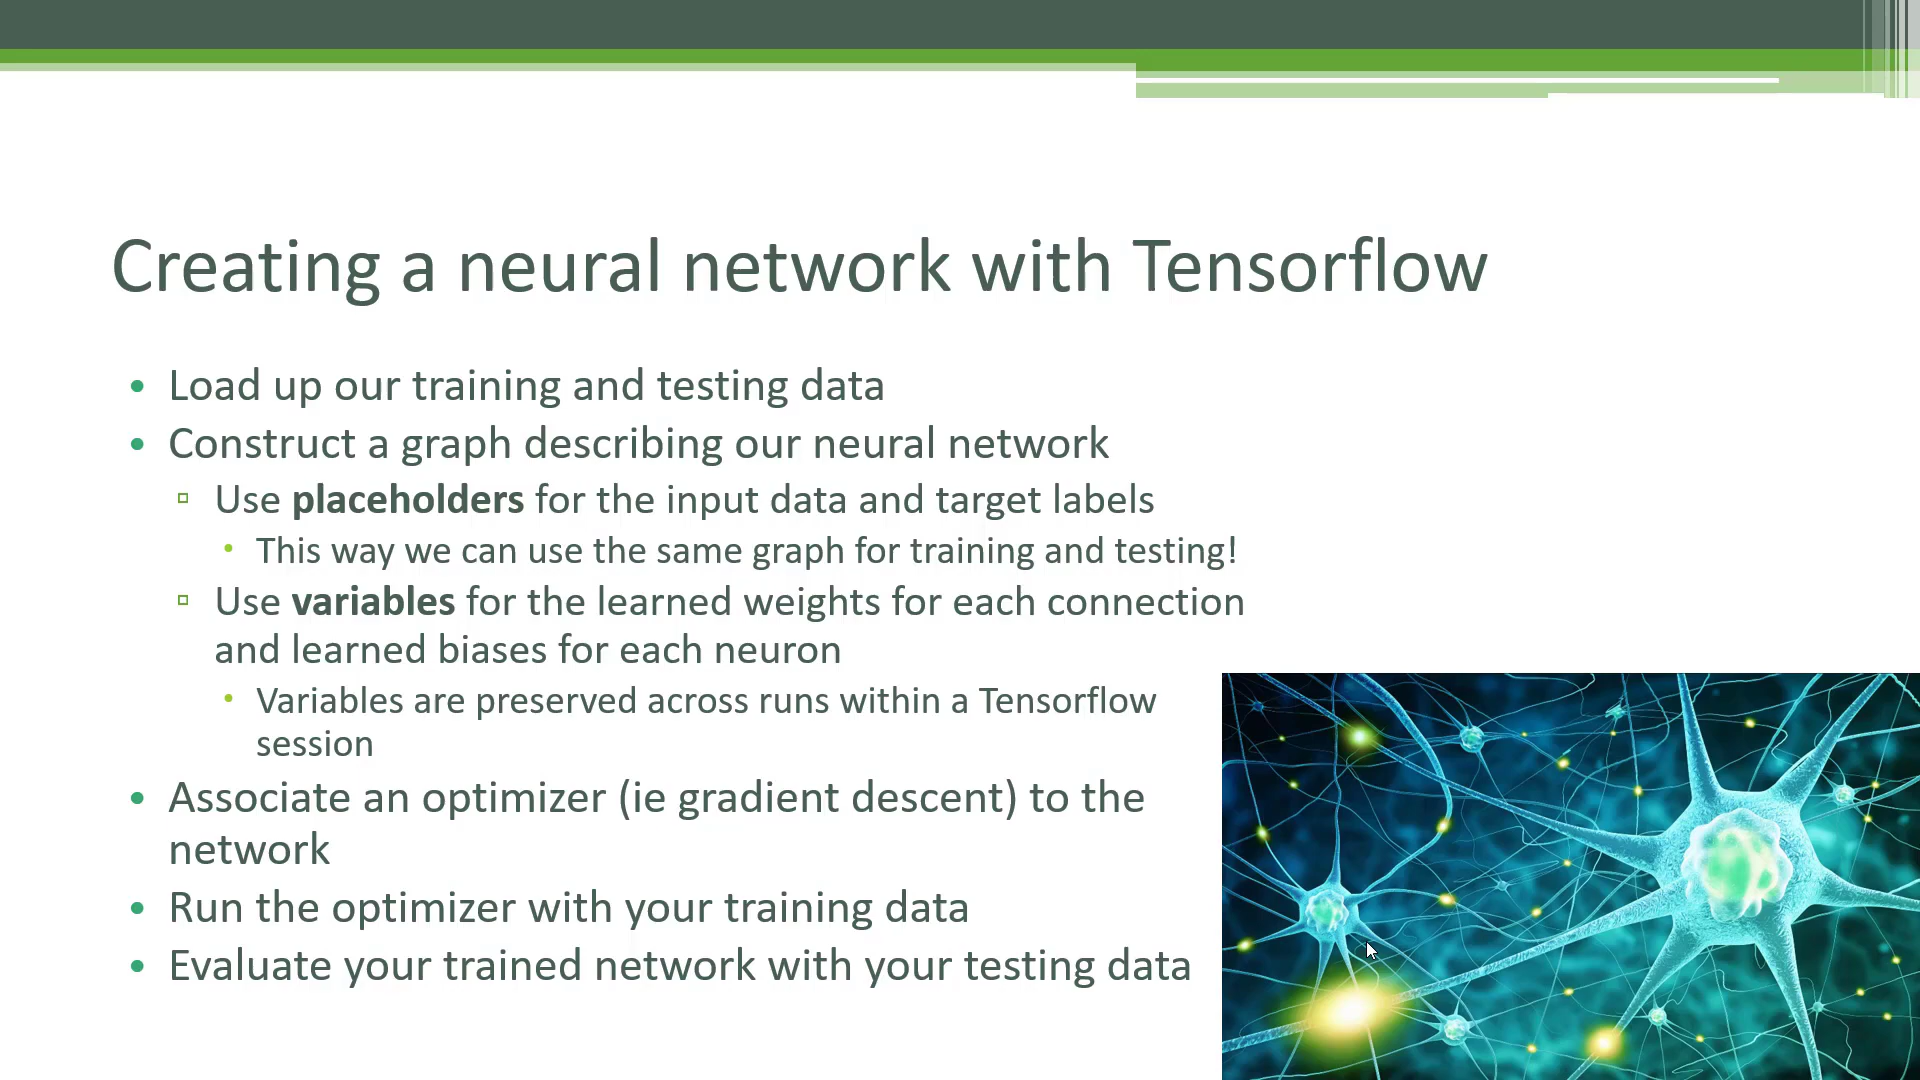 Creating a neural network with Tensorflow
• Load up our training and testing data
• Construct a graph describing our neural network
▫ Use placeholders for the input data and target labels
• This way we can use the same graph for training and testing!
▫ Use variables for the learned weights for each connection
and learned biases for each neuron
• Variables are preserved across runs within a Tensorflow
session
• Associate an optimizer (ie gradient descent) to the
network
• Run the optimizer with your training data
• Evaluate your trained network with your testing data